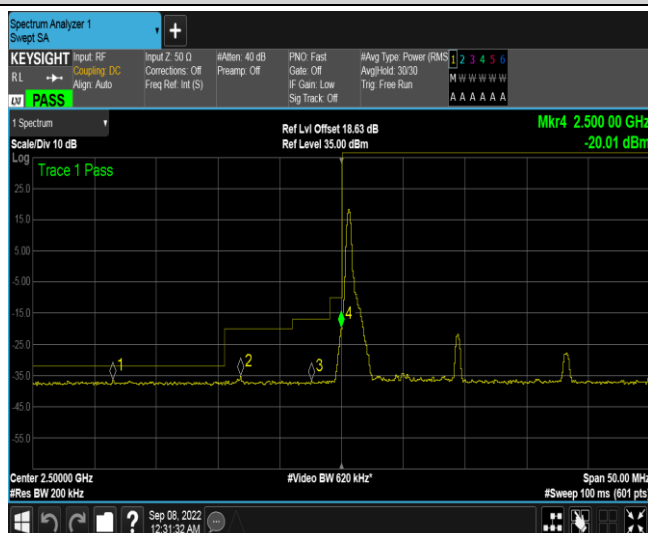 Spectrum Analyzer 1
Swept SA
KEYSIGHT
RL
LXI PASS
Input: RF
Coupling: DC
Align: Auto
Input Z: 50 Ω
Corrections: Off
Freq Ref: Int (S)
#Atten: 40 dB
Preamp: Off
PNO: Fast
Gate: Off
IF Gain: Low
Sig Track: Off
#Avg Type: Power (RMS
Avg|Hold: 30/30
Trig: Free Run
1 2 3 4 5 6
M W W W W W
A A A A A A
1 Spectrum
Scale/Div 10 dB
Ref Lvl Offset 18.63 dB
Ref Level 35.00 dBm
Mkr4 2.500 00 GHz
-20.01 dBm
Log
Trace 1 Pass
25.0
15.0
5.00
-5.00
-15.0
-25.0
-35.0
-45.0
-55.0
1
2
3
4
Center 2.50000 GHz
#Res BW 200 kHz
#Video BW 620 kHz*
Span 50.00 MHz
#Sweep 100 ms (601 pts)
?
Sep 08, 2022
12:31:32 AM